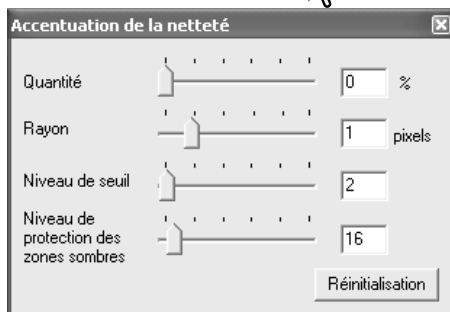 Accentuation de la netteté
Quantité 0 %
Rayon 1 pixels
Niveau de seuil 2
Niveau de
protection des
zones sombres 16
Réinitialisation